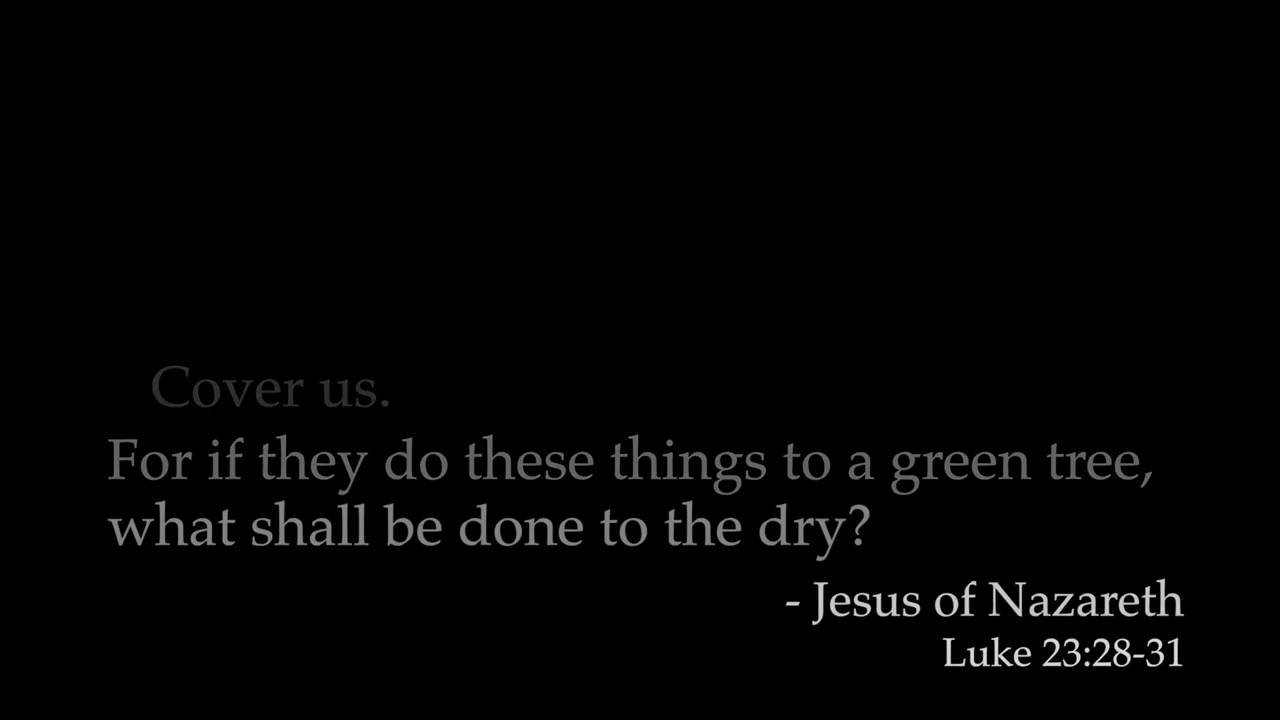 Cover us.
For if they do these things to a green tree,
what shall be done to the dry?
- Jesus of Nazareth
Luke 23:28-31